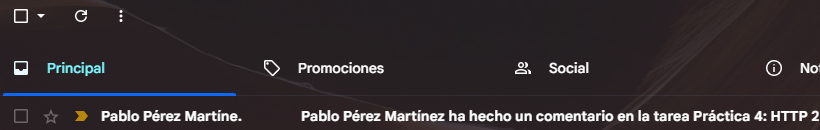 Principal
Promociones
Social
Pablo Pérez Martíne.
Pablo Pérez Martínez ha hecho un comentario en la tarea Práctica 4: HTTP 2